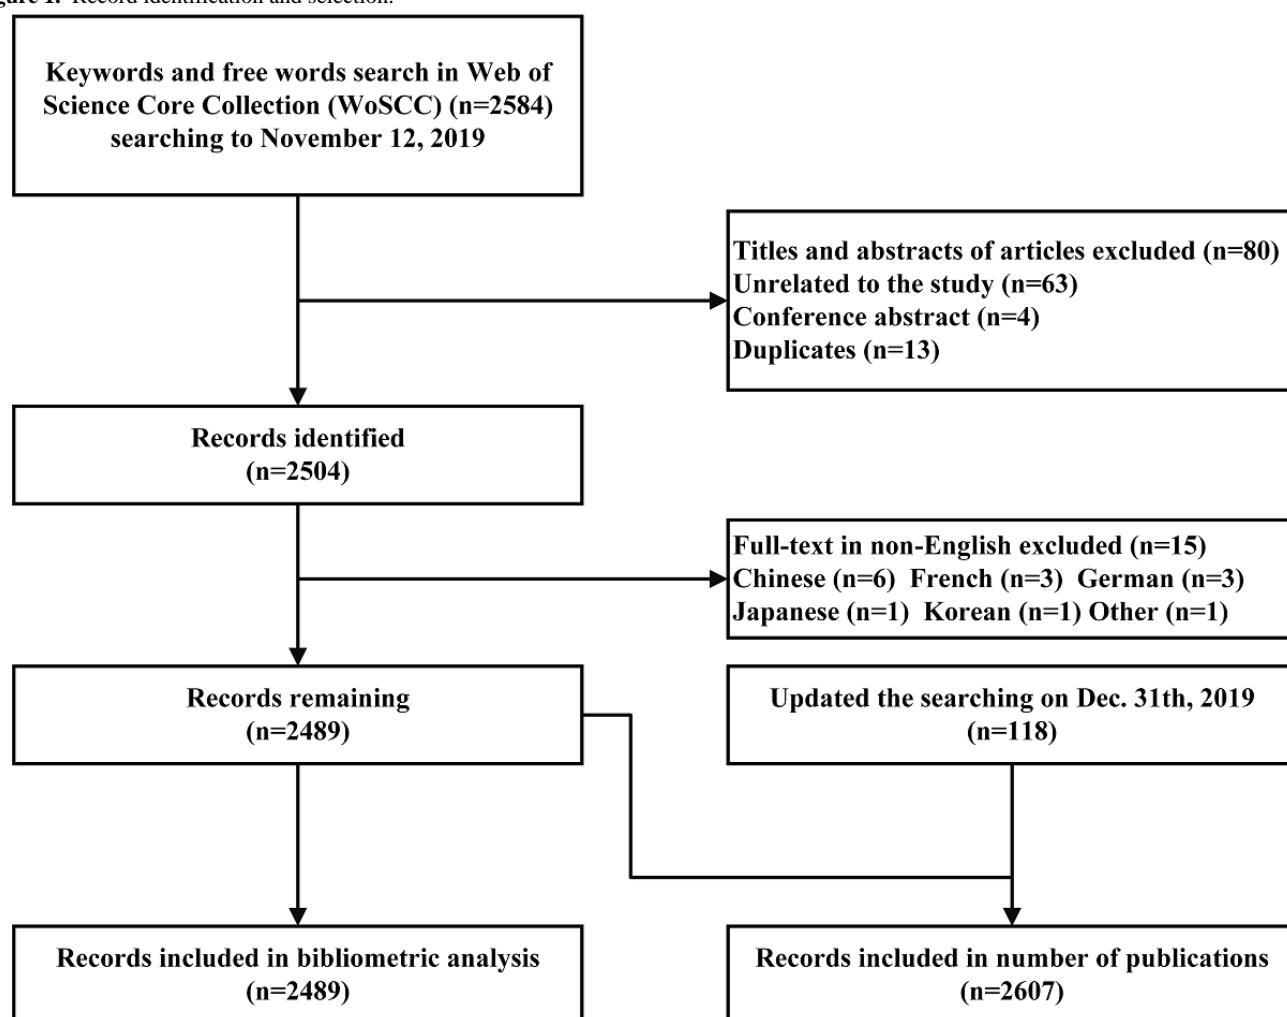 Record identification and selection.
Keywords and free words search in Web of
Science Core Collection (WoSCC) (n=2584)
searching to November 12, 2019
Titles and abstracts of articles excluded (n=80)
Unrelated to the study (n=63)
Conference abstract (n=4)
Duplicates (n=13)
Records identified
(n=2504)
Full-text in non-English excluded (n=15)
Chinese (n=6) French (n=3) German (n=3)
Japanese (n=1) Korean (n=1) Other (n=1)
Records remaining
(n=2489)
Updated the searching on Dec. 31th, 2019
(n=118)
Records included in bibliometric analysis
(n=2489)
Records included in number of publications
(n=2607)